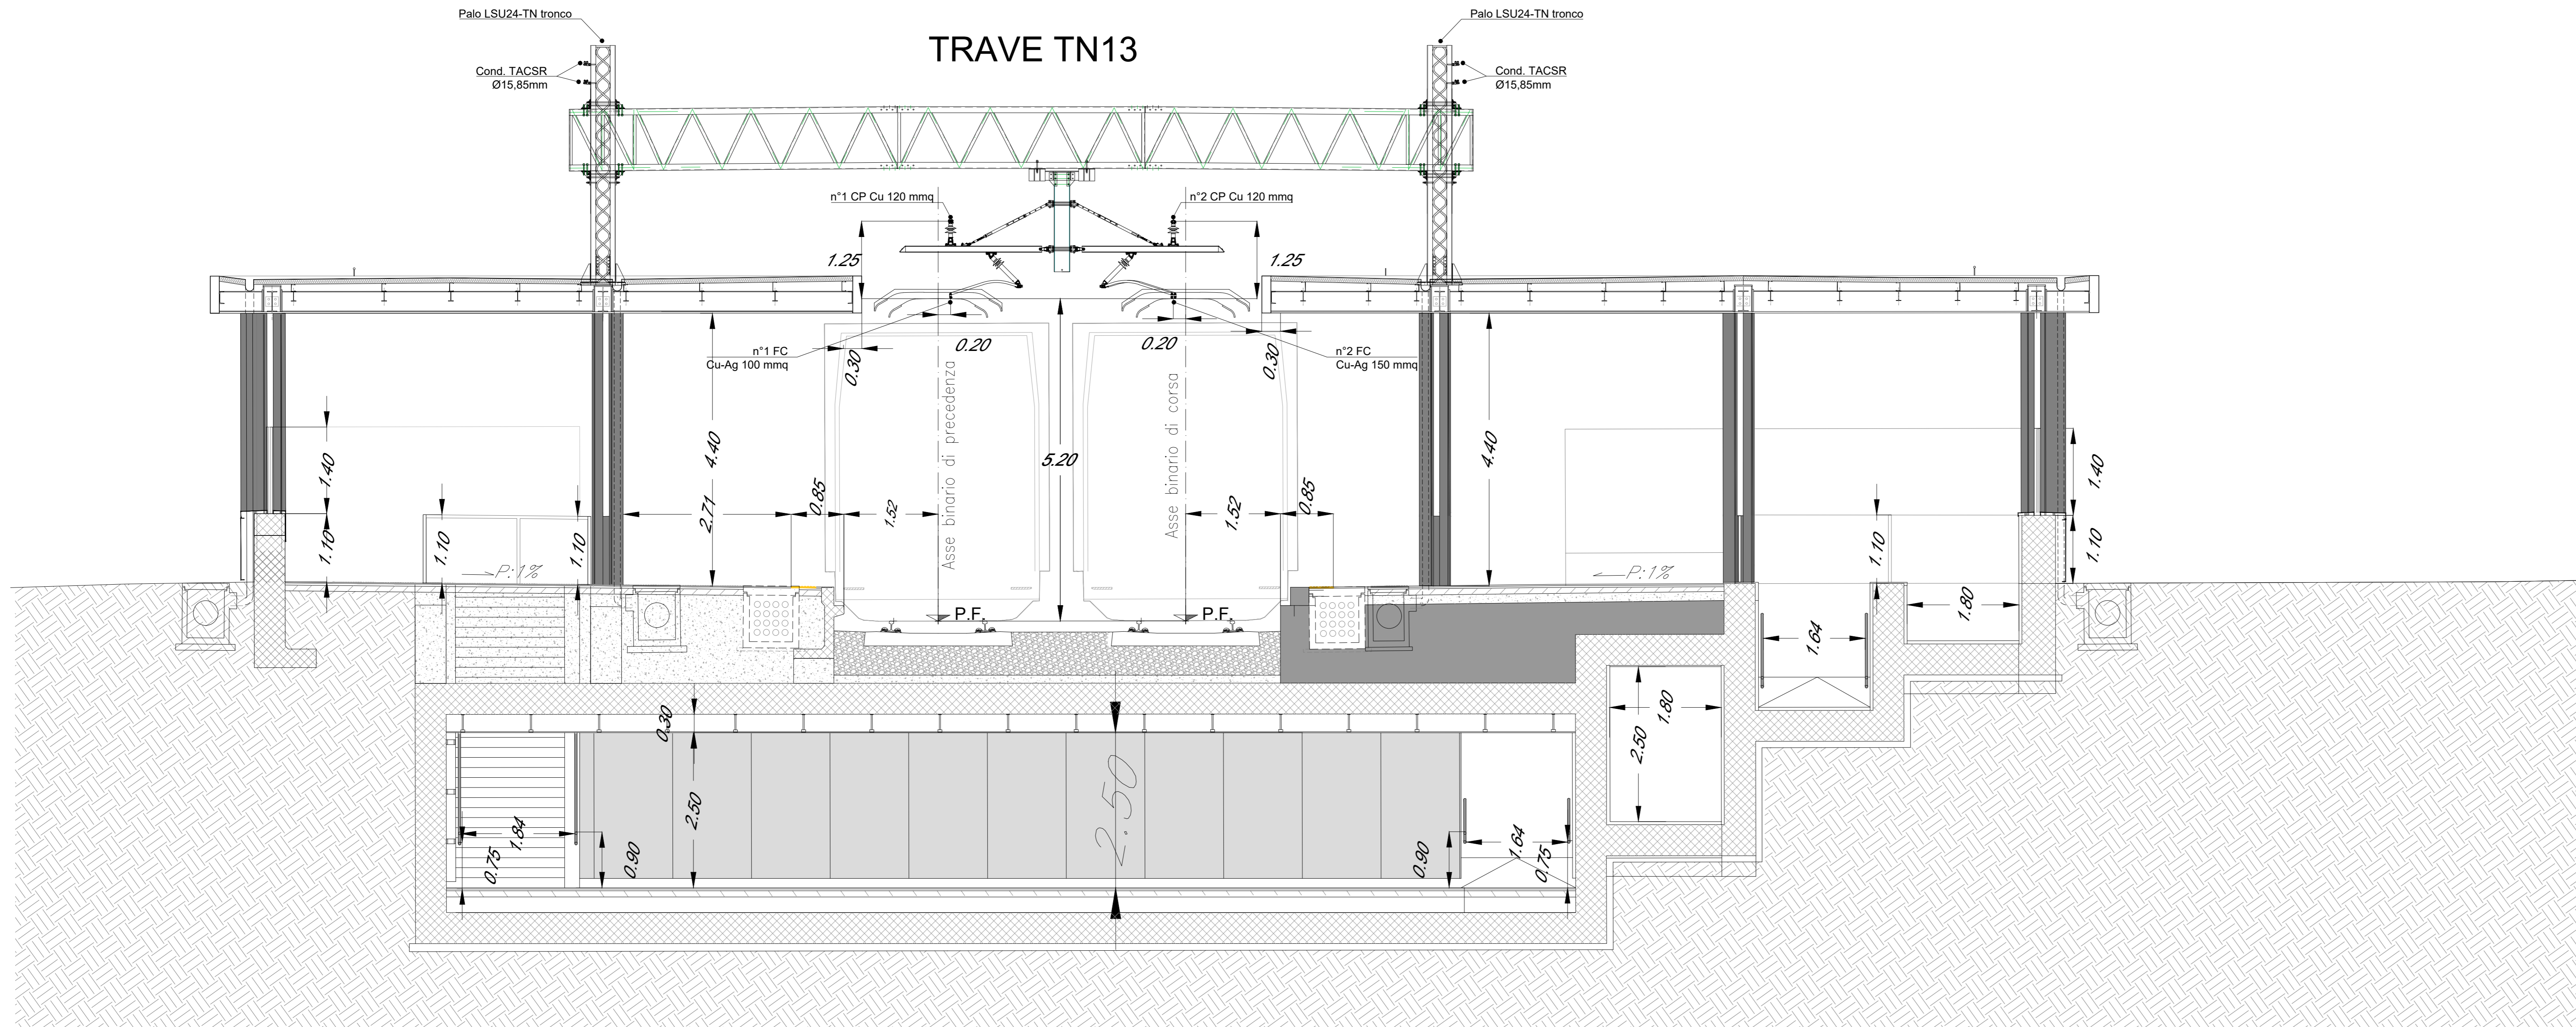 Palo LSU24-TN tronco
Palo LSU24-TN tronco
TRAVE TN13
Cond. TACSR
Ø15,85mm
Cond. TACSR
Ø15,85mm
n°1 CP Cu 120 mmq
n°2 CP Cu 120 mmq
1.25
1.25
n°1 FC
Cu-Ag 100 mmq
0.30
0.20
0.20
n°2 FC
Cu-Ag 150 mmq
0.30
Asse binario di precedenza
Asse binario di corsa
1.40
4.40
5.20
4.40
1.40
2.71
0.85
1.52
1.52
0.85
1.10
1.10
1.10
1.10
1.10
P:1%
P:1%
P.F.
P.F.
1.80
1.64
0.30
1.80
2.50
2.50
2.50
1.84
0.75
0.90
0.90
1.64
0.75